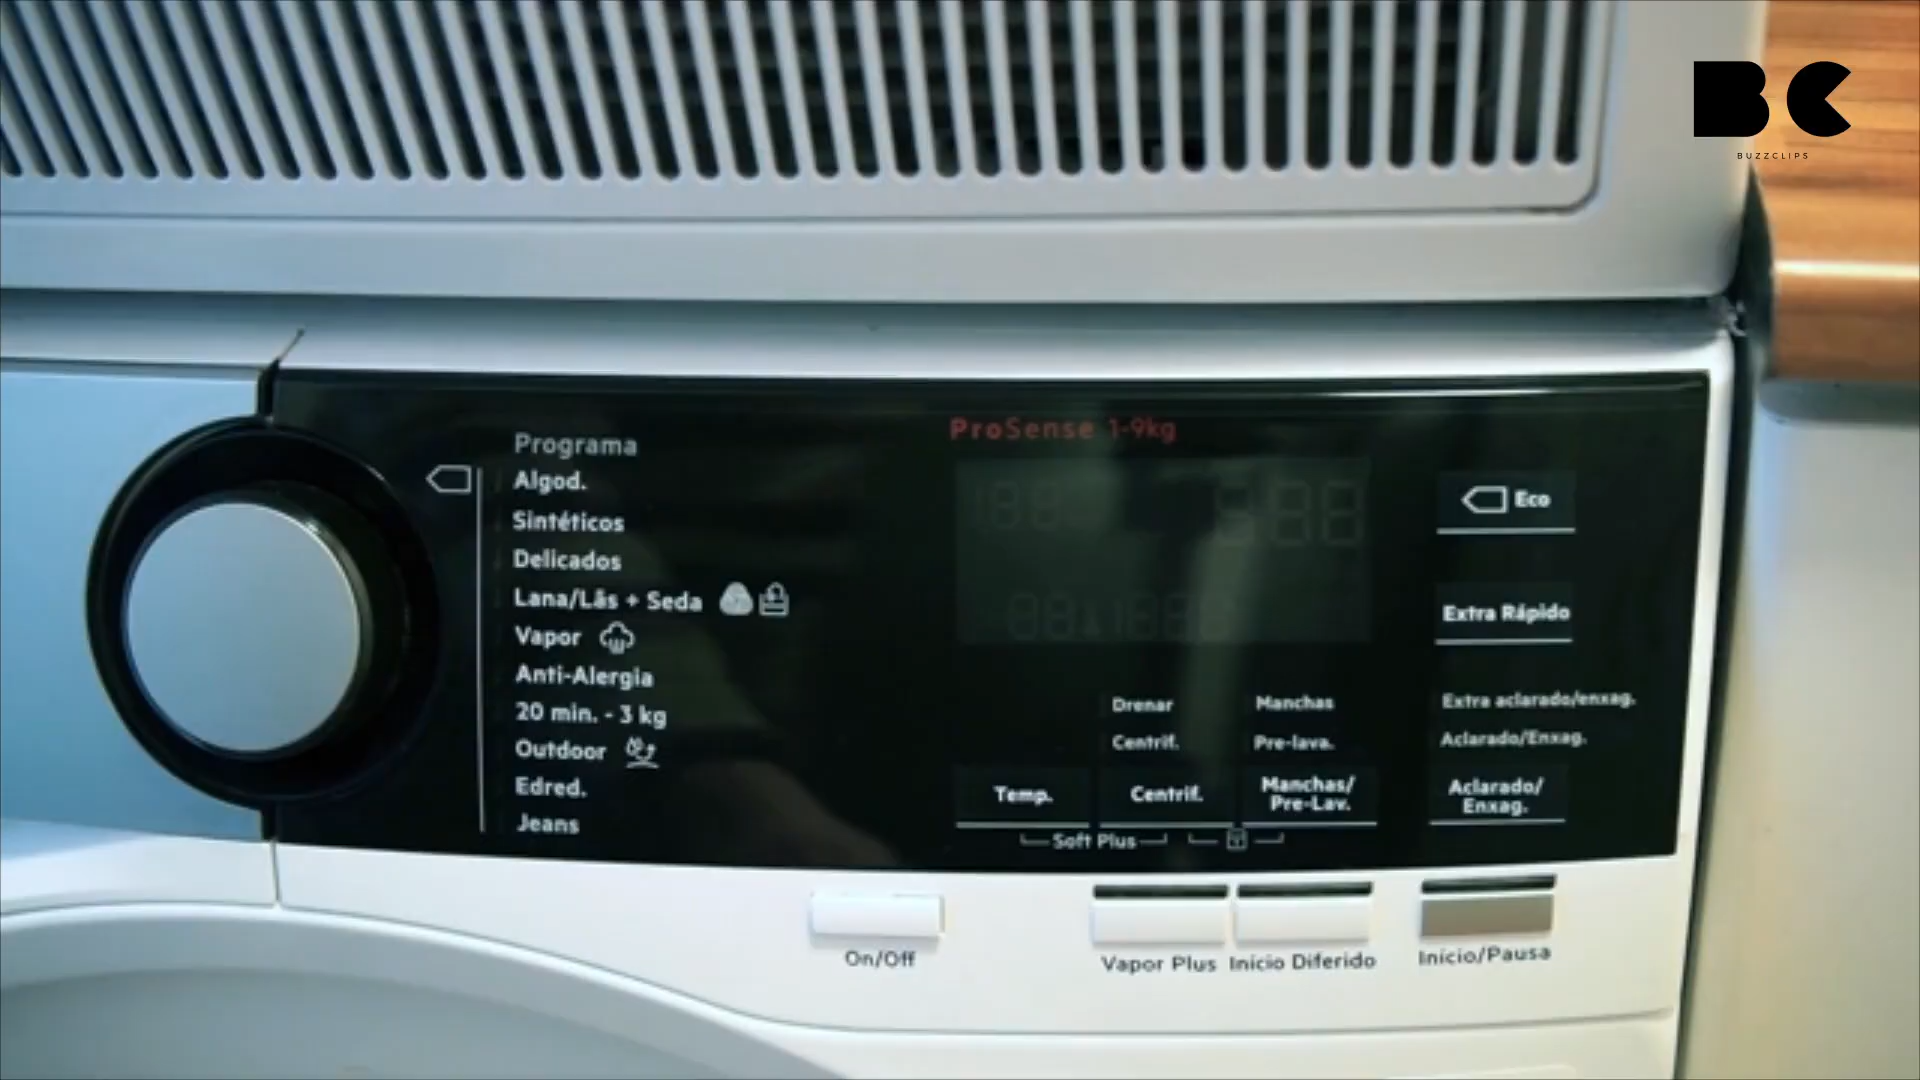 BC
BUZZCLIPS
ProSense 1-9kg
Programa
Algod.
Sintéticos
Delicados
Lana/Lãs + Seda
Vapor
Anti-Alergia
20 min. - 3 kg
Outdoor
Edred.
Jeans
Eco
Extra Rápido
Drenar
Manchas
Extra aclarado/enxag.
Centrif.
Pre-lava.
Aclarado/Enxag.
Temp.
Centrif.
Manchas/
Pre-Lav.
Aclarado/
Enxag.
Soft Plus
On/Off
Vapor Plus
Inicio Diferido
Início/Pausa